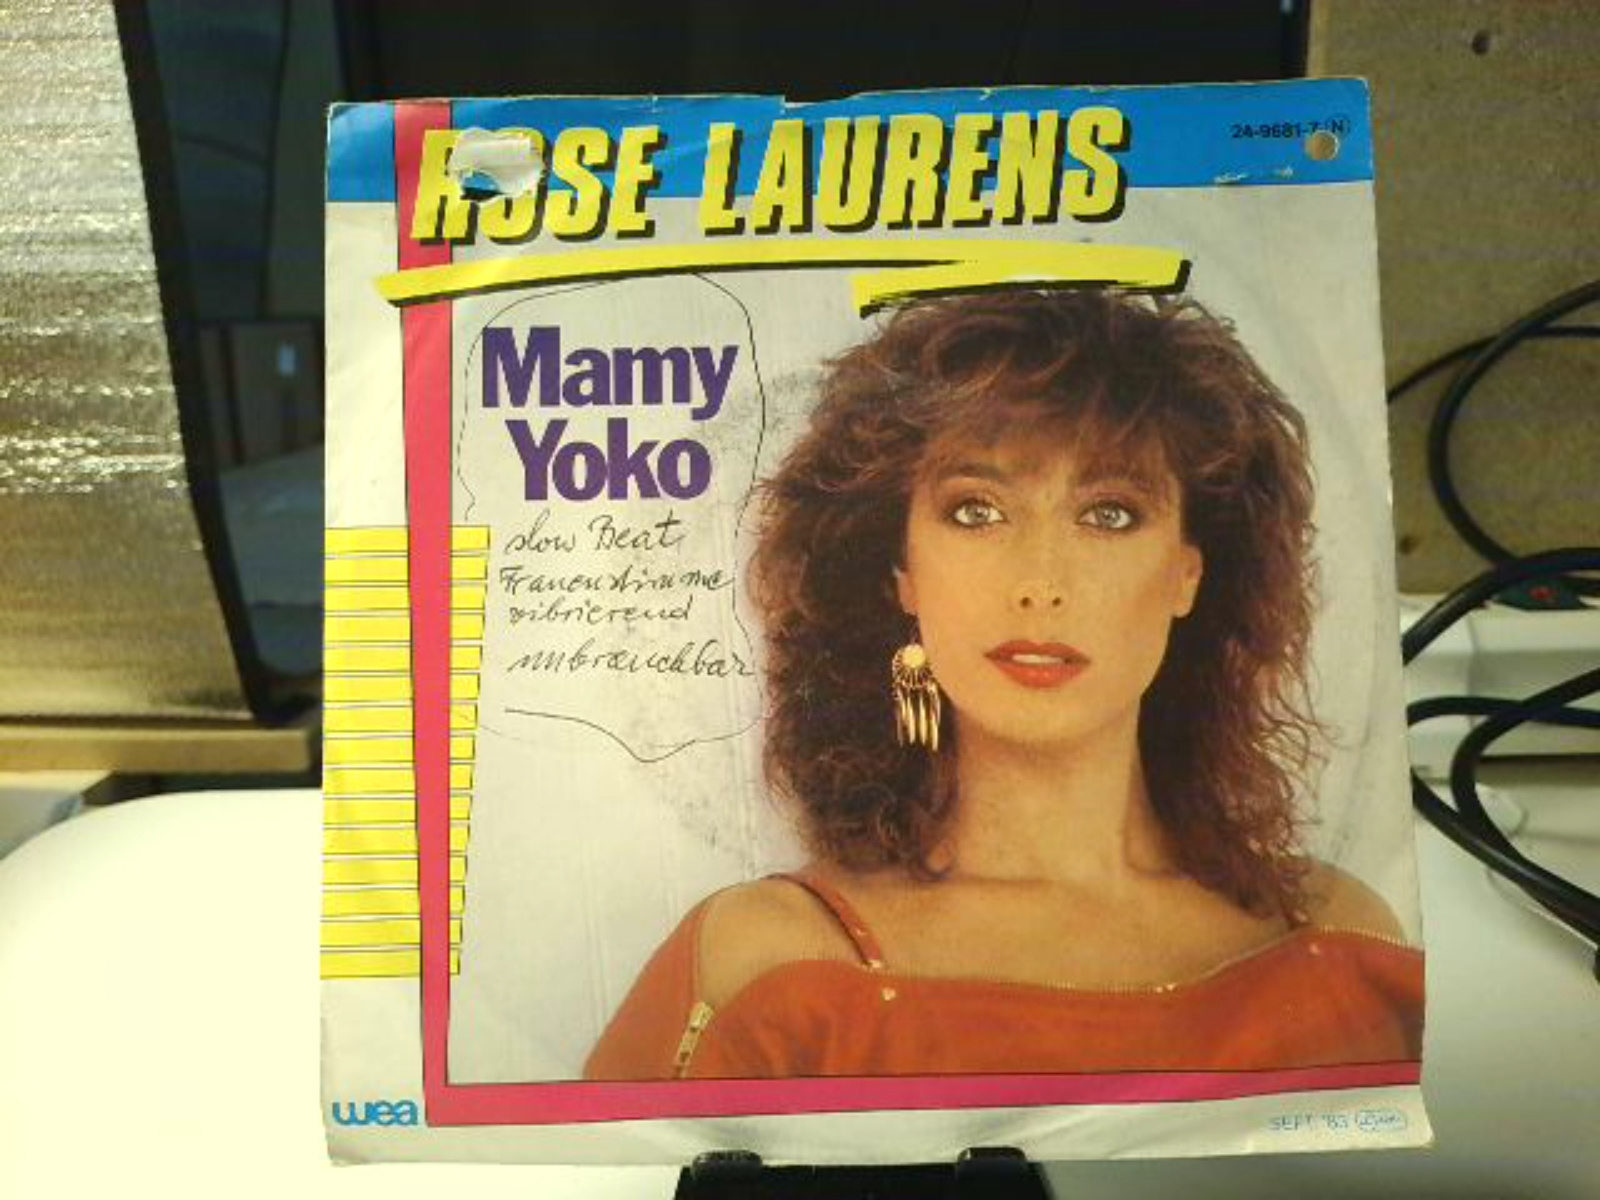 ROSE LAURENS
24-9681-7 (N)
Mamy
Yoko
slow Beat
Frauenstimme
vibrierend
unbrauchbar
wea
SEPT. '83